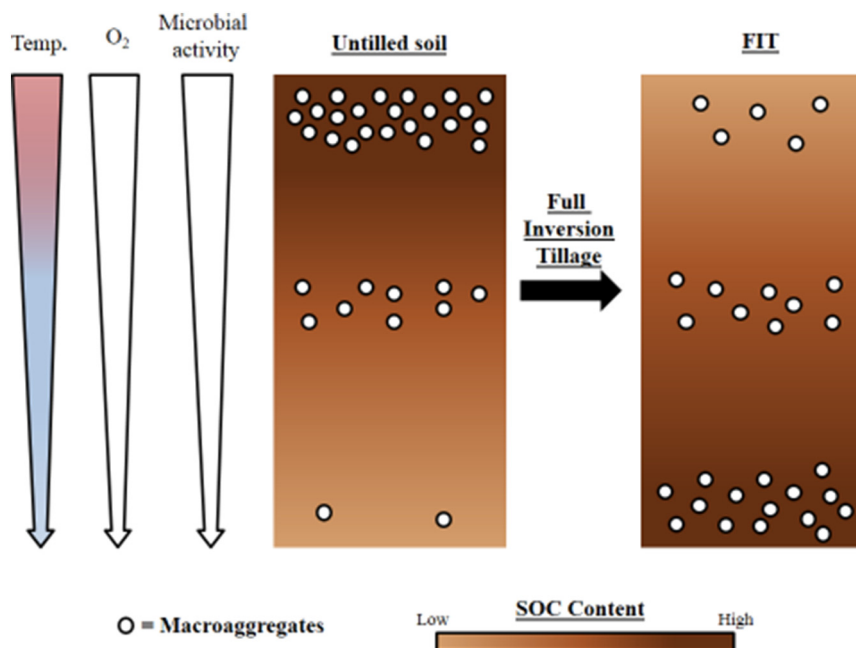 Temp.
O₂
Microbial
activity
Untilled soil
FIT
Full
Inversion
Tillage
= Macroaggregates
SOC Content
Low
High